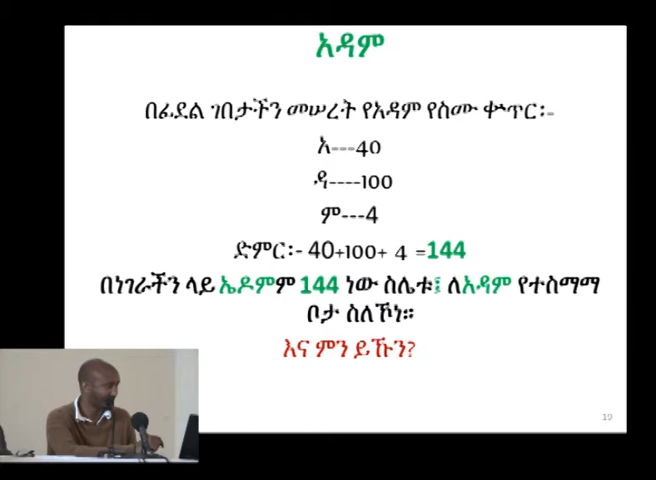 አዳም
በፊደል ገበታችን መሠረት የአዳም የስሙ ቍጥር፡-
አ---40
ዳ----100
ም---4
ድምር፡- 40+100+ 4 =144
በነገራችን ላይ ኤዶምም 144 ነው ስሌቱ፤ ለአዳም የተስማማ
ቦታ ስለኾነ።
እና ምን ይኹን?
19